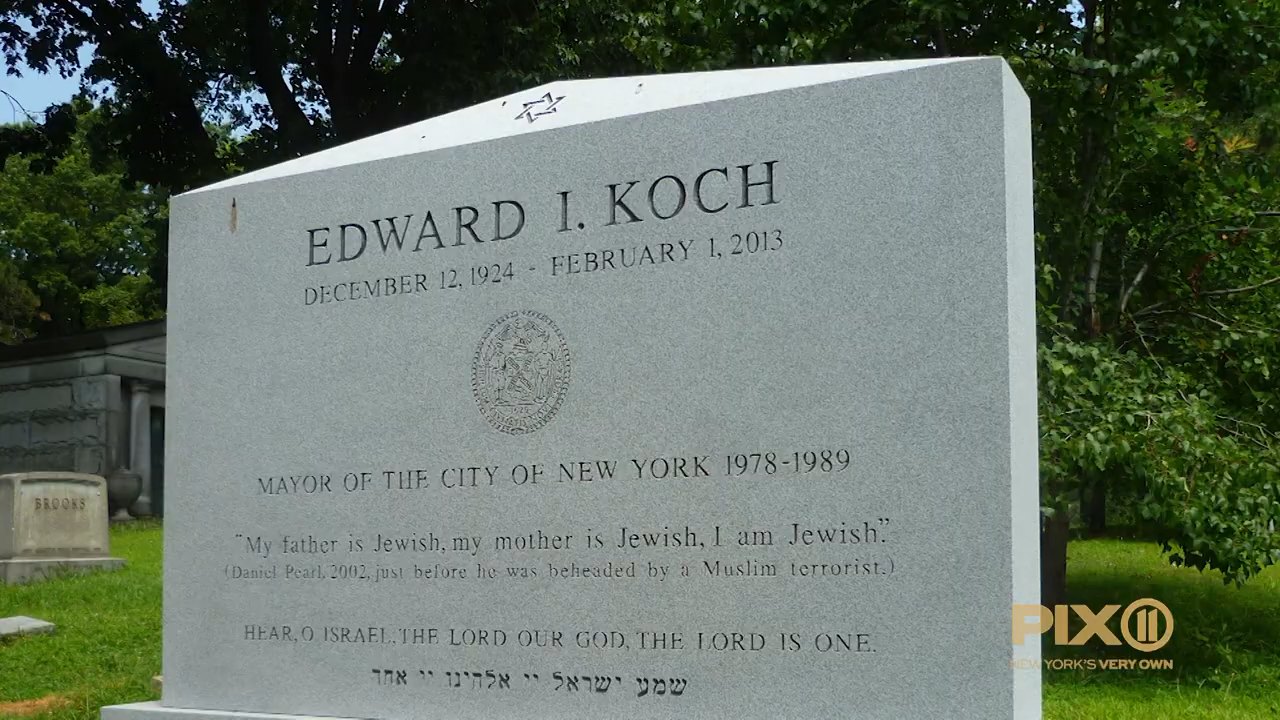 EDWARD I. KOCH
DECEMBER 12, 1924 - FEBRUARY 1, 2013
MAYOR OF THE CITY OF NEW YORK 1978-1989
"My father is Jewish, my mother is Jewish, I am Jewish."
(Daniel Pearl, 2002, just before he was beheaded by a Muslim terrorist.)
HEAR, O ISRAEL, THE LORD OUR GOD, THE LORD IS ONE.
שמע ישראל יי אלהינו יי אחד
BROOKS
PIX 11
NEW YORK'S VERY OWN